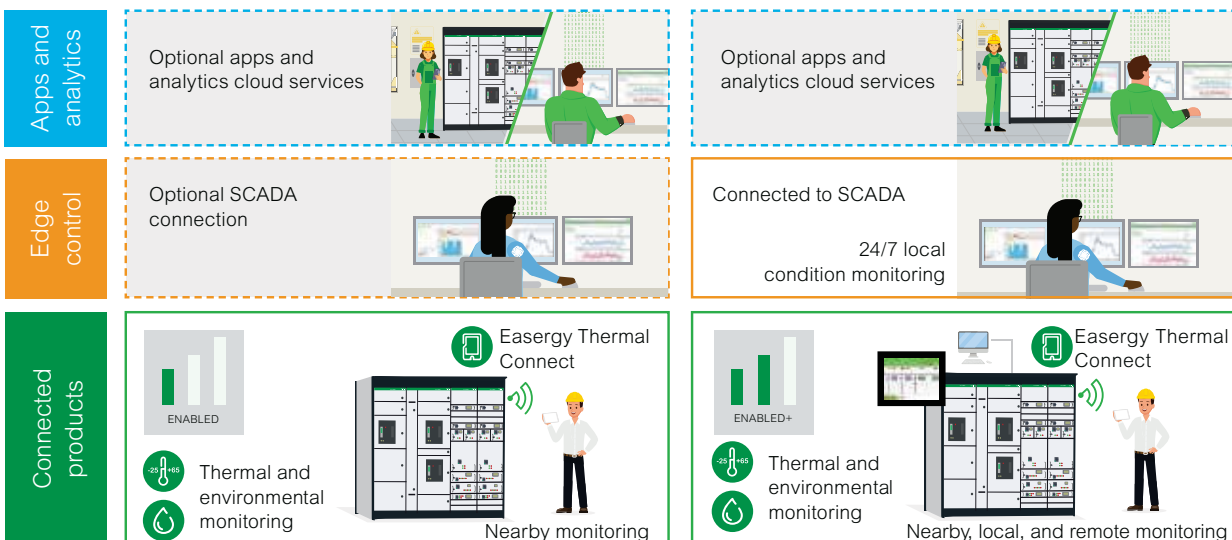 Apps and
analytics
Optional apps and
analytics cloud services
Optional apps and
analytics cloud services
Edge
control
Optional SCADA
connection
Connected to SCADA
24/7 local
condition monitoring
Connected
products
ENABLED
Easergy Thermal
Connect
-25 +65
Thermal and
environmental
monitoring
Nearby monitoring
ENABLED+
Easergy Thermal
Connect
-25 +65
Thermal and
environmental
monitoring
Nearby, local, and remote monitoring